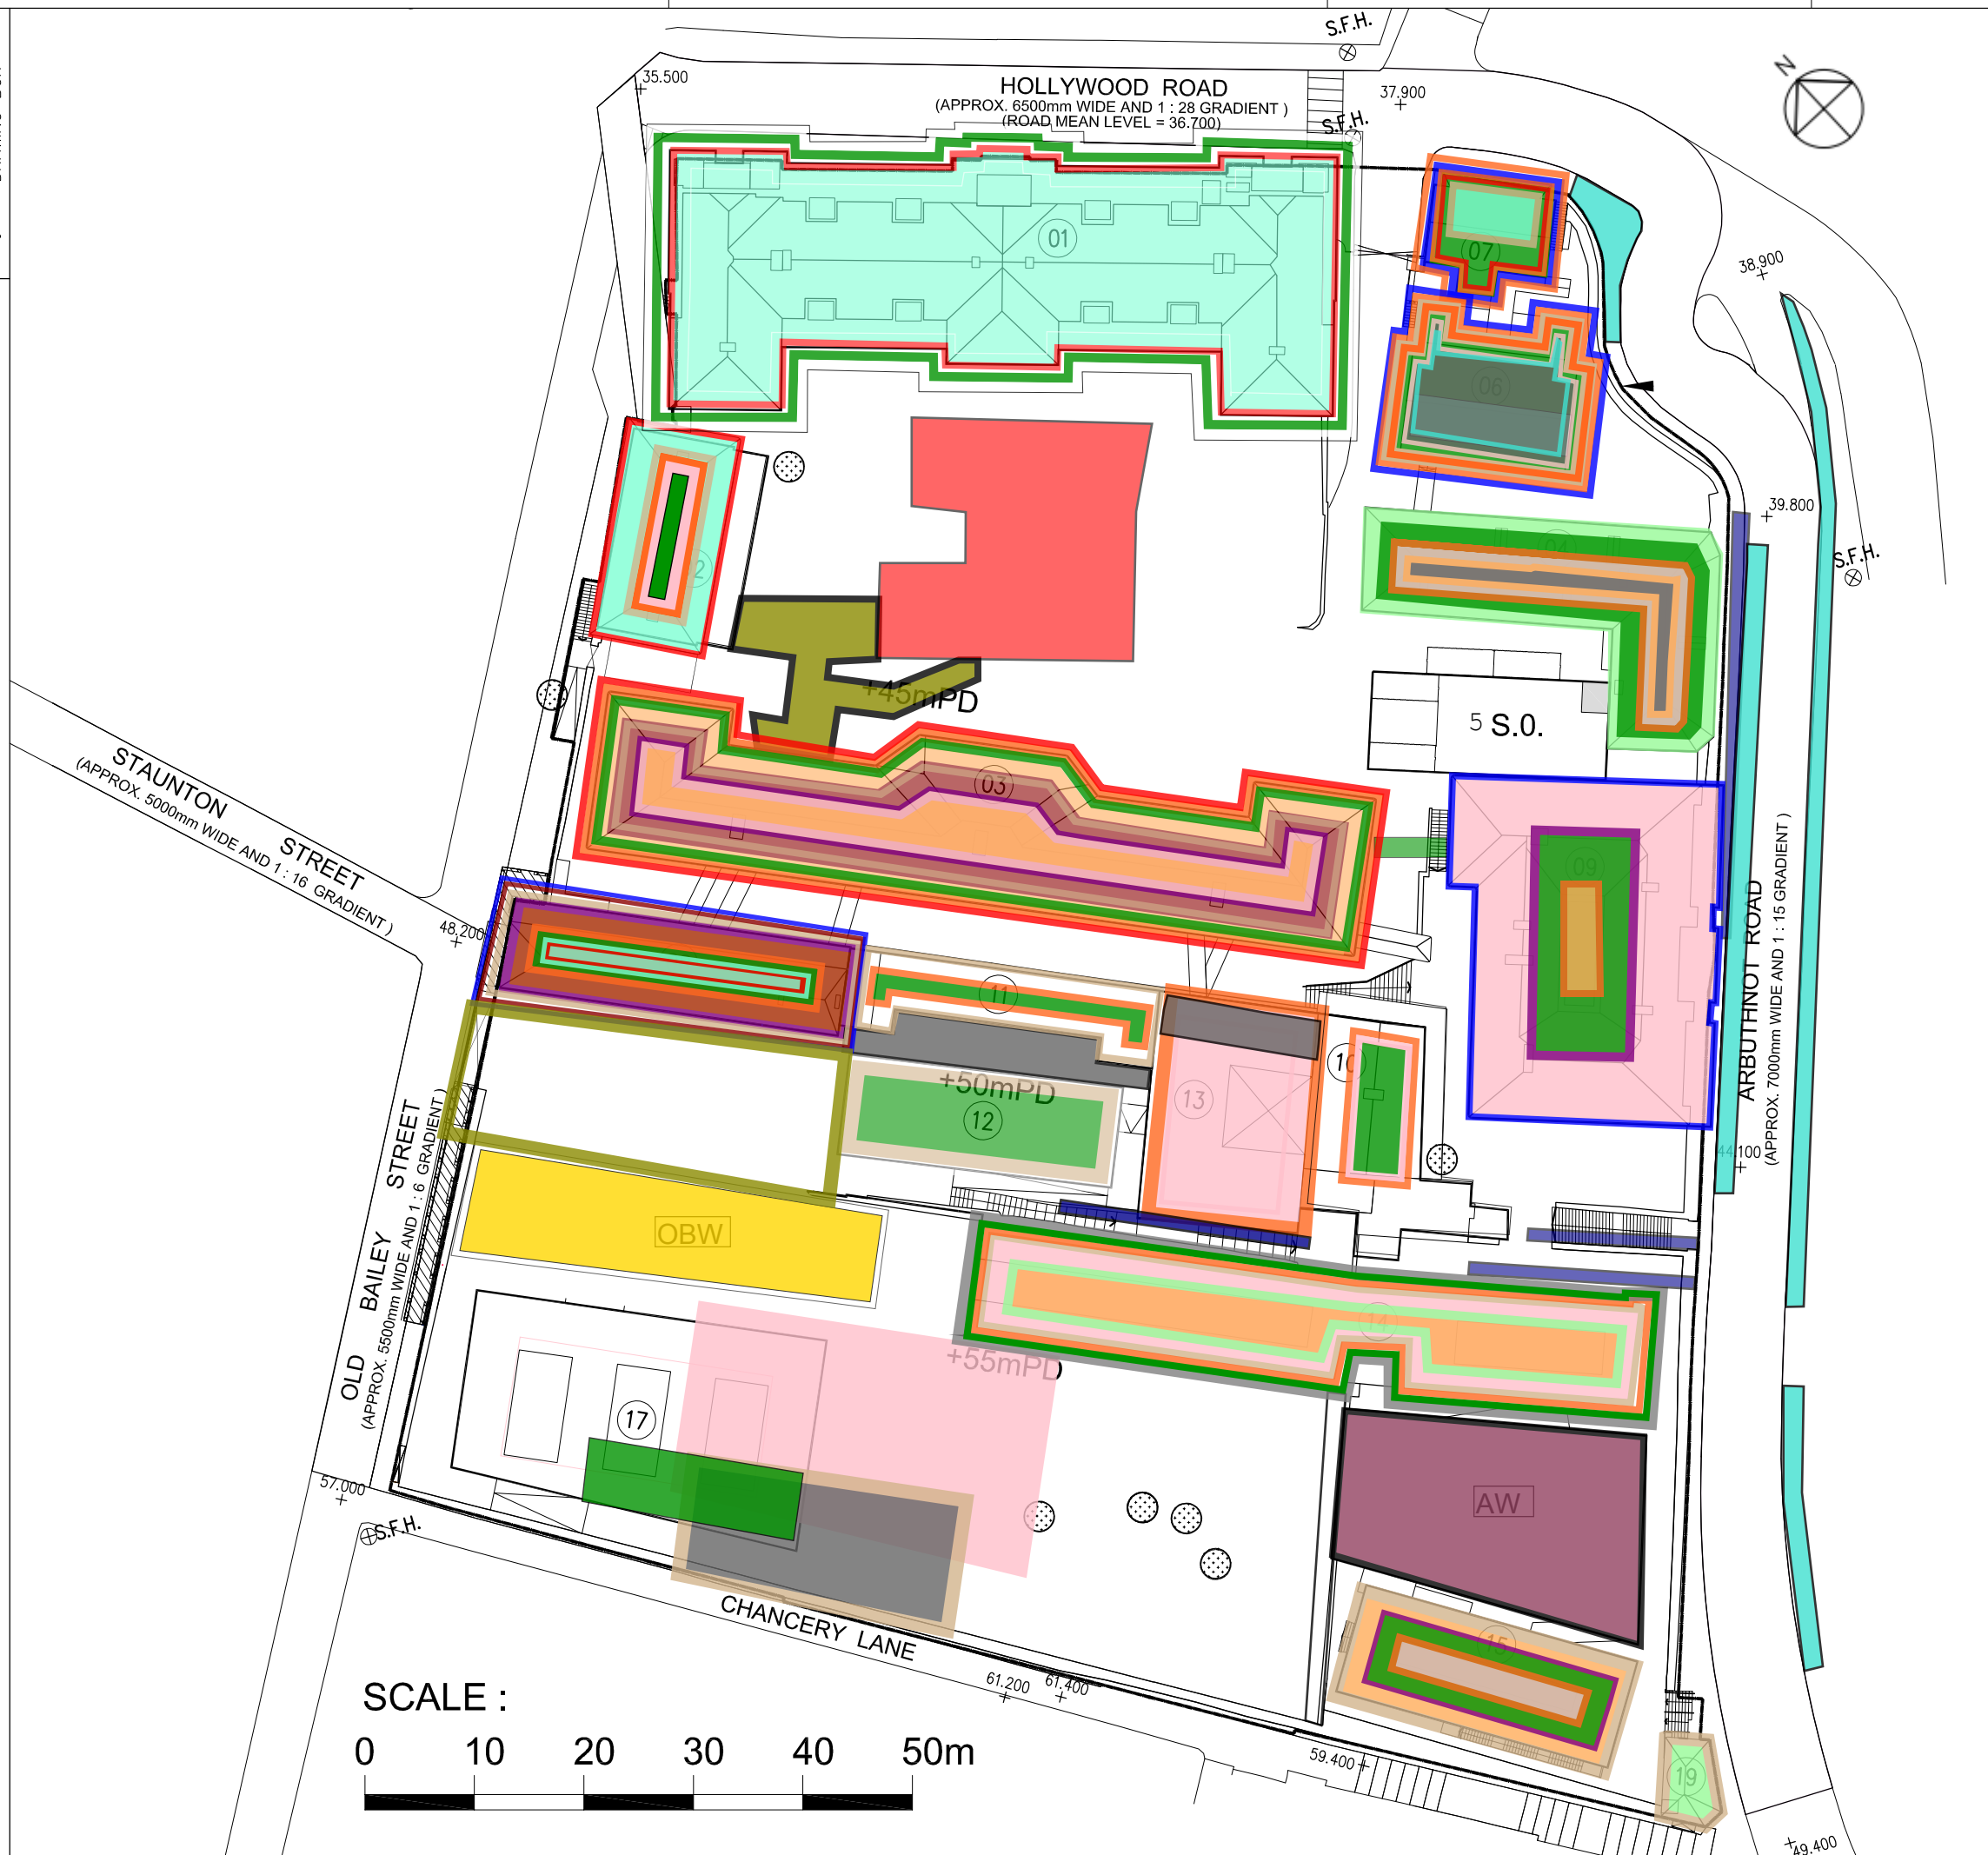 S.F.H.
35.500
HOLLYWOOD ROAD
(APPROX. 6500mm WIDE AND 1 : 28 GRADIENT )
(ROAD MEAN LEVEL = 36.700)
S.F.H.
37.900
N
01
07
38.900
06
39.800
04
S.F.H.
2
+45mPD
5 S.O.
03
STAUNTON STREET
(APPROX. 5000mm WIDE AND 1 : 16 GRADIENT )
48.200
09
ARBUTHNOT ROAD
(APPROX. 7000mm WIDE AND 1 : 15 GRADIENT )
11
10
13
+50mPD
12
44.100
OLD BAILEY STREET
(APPROX. 5500mm WIDE AND 1 : 6 GRADIENT )
OBW
14
+55mPD
17
57.000
S.F.H.
AW
CHANCERY LANE
15
61.200
61.400
59.400
19
49.400
SCALE :
0 10 20 30 40 50m